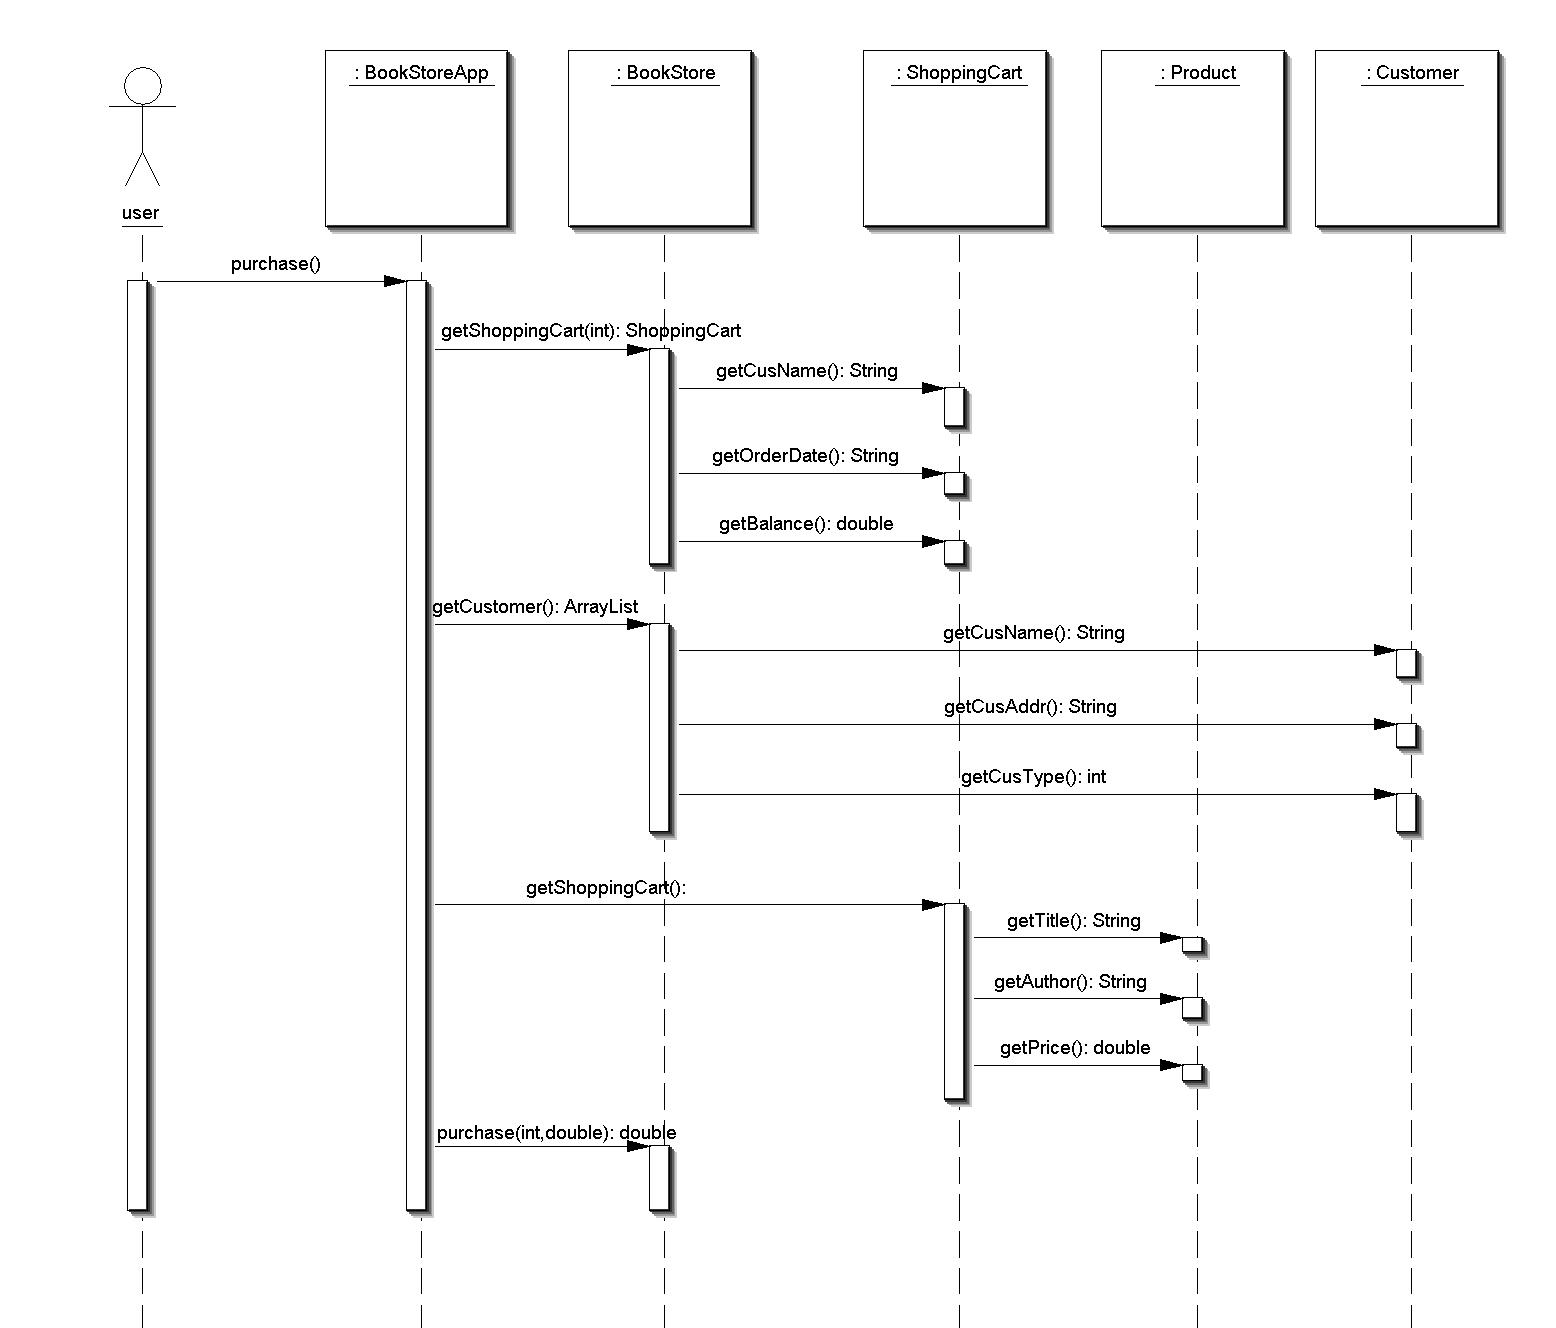 : BookStoreApp
: BookStore
: ShoppingCart
: Product
: Customer
user
purchase()
getShoppingCart(int): ShoppingCart
getCusName(): String
getOrderDate(): String
getBalance(): double
getCustomer(): ArrayList
getCusName(): String
getCusAddr(): String
getCusType(): int
getShoppingCart():
getTitle(): String
getAuthor(): String
getPrice(): double
purchase(int,double): double